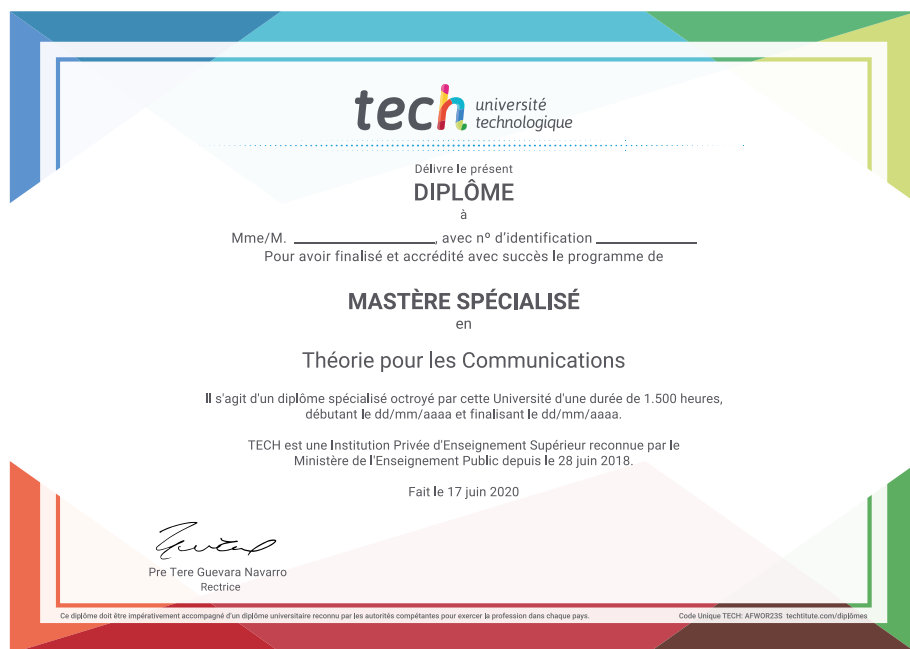 tech université
technologique
Délivre le présent
DIPLÔME
à
Mme/M. ____________________, avec nº d'identification ______________
Pour avoir finalisé et accrédité avec succès le programme de
MASTÈRE SPÉCIALISÉ
en
Théorie pour les Communications
Il s'agit d'un diplôme spécialisé octroyé par cette Université d'une durée de 1.500 heures,
débutant le dd/mm/aaaa et finalisant le dd/mm/aaaa.
TECH est une Institution Privée d'Enseignement Supérieur reconnue par le
Ministère de l'Enseignement Public depuis le 28 juin 2018.
Fait le 17 juin 2020
Pre Tere Guevara Navarro
Rectrice
Ce diplôme doit être impérativement accompagné d'un diplôme universitaire reconnu par les autorités compétantes pour exercer la profession dans chaque pays.
Code Unique TECH: AFWOR23S techtitute.com/diplômes